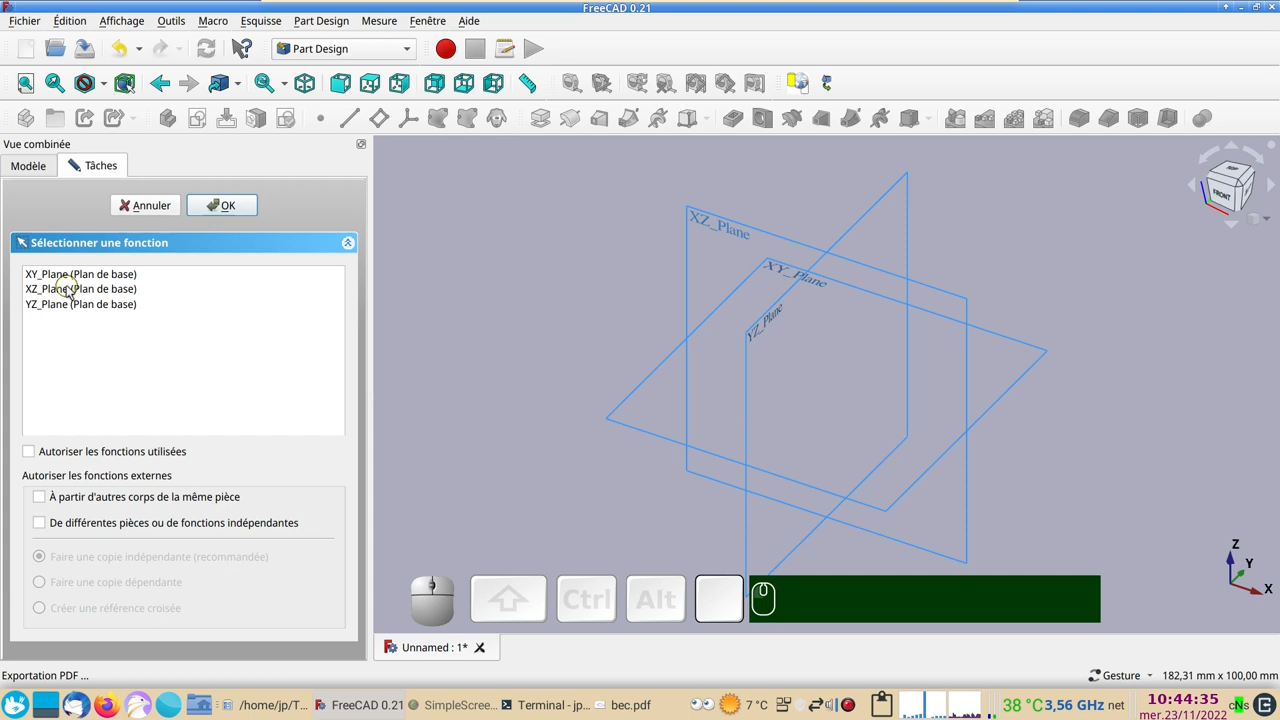 FreeCAD 0.21
Fichier Édition Affichage Outils Macro Esquisse Part Design Mesure Fenêtre Aide
Part Design
Vue combinée
Modèle Tâches
Annuler OK
Sélectionner une fonction
XY_Plane (Plan de base)
XZ_Plane (Plan de base)
YZ_Plane (Plan de base)
Autoriser les fonctions utilisées
Autoriser les fonctions externes
À partir d'autres corps de la même pièce
De différentes pièces ou de fonctions indépendantes
Faire une copie indépendante (recommandée)
Faire une copie dépendante
Créer une référence croisée
XZ_Plane
XY_Plane
YZ_Plane
FRONT
Z
Y
X
Ctrl Alt
Unnamed : 1*
Exportation PDF ...
Gesture 182,31 mm x 100,00 mm
/home/jp/T... FreeCAD 0.21 SimpleScree... Terminal - jp... bec.pdf 7 °C 38 °C 3,56 GHz net 10:44:35
mer.23/11/2022
cNs